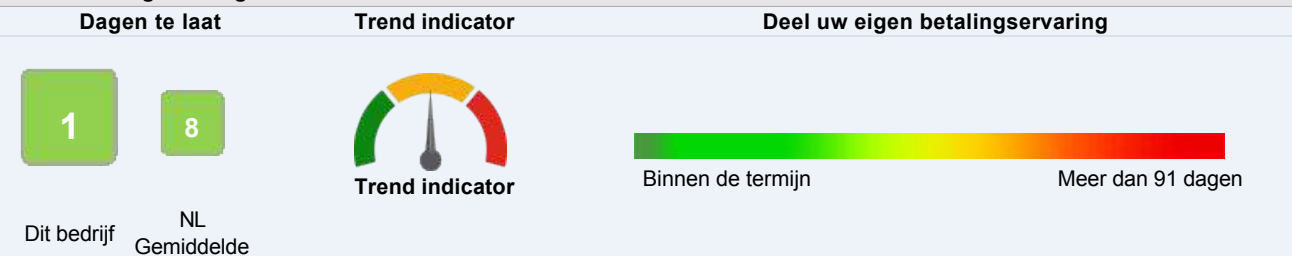 Dagen te laat
Trend indicator
Deel uw eigen betalingservaring
1
8
Trend indicator
Binnen de termijn
Meer dan 91 dagen
Dit bedrijf
NL
Gemiddelde